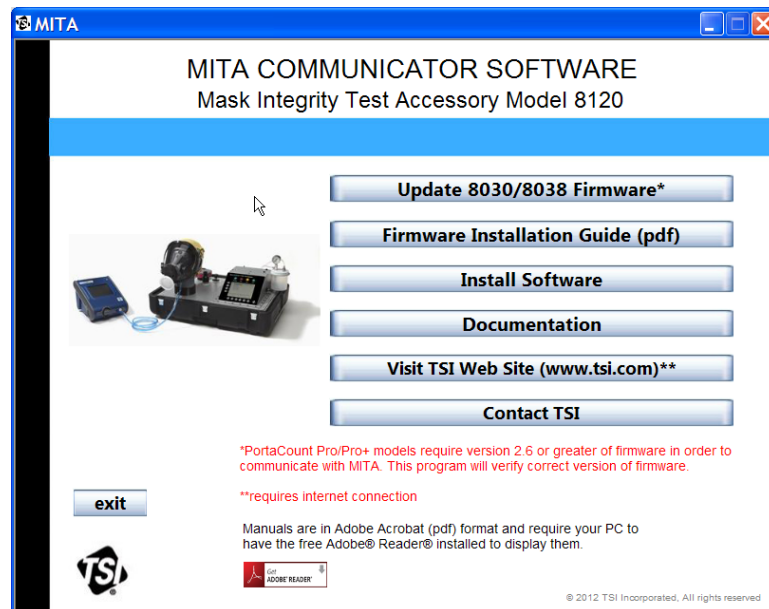 MITA
MITA COMMUNICATOR SOFTWARE
Mask Integrity Test Accessory Model 8120
Update 8030/8038 Firmware*
Firmware Installation Guide (pdf)
Install Software
Documentation
Visit TSI Web Site (www.tsi.com)**
Contact TSI
*PortaCount Pro/Pro+ models require version 2.6 or greater of firmware in order to
communicate with MITA. This program will verify correct version of firmware.
exit
**requires internet connection
Manuals are in Adobe Acrobat (pdf) format and require your PC to
have the free Adobe® Reader® installed to display them.
TSI
Get
ADOBE® READER®
© 2012 TSI Incorporated, All rights reserved